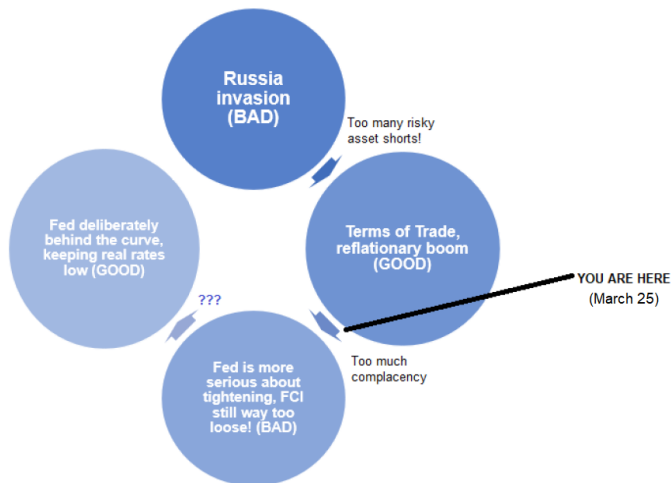 Russia
invasion
(BAD)
Too many risky
asset shorts!
Terms of Trade,
reflationary boom
(GOOD)
YOU ARE HERE
(March 25)
Too much
complacency
Fed is more
serious about
tightening, FCI
still way too
loose! (BAD)
???
Fed deliberately
behind the curve,
keeping real rates
low (GOOD)